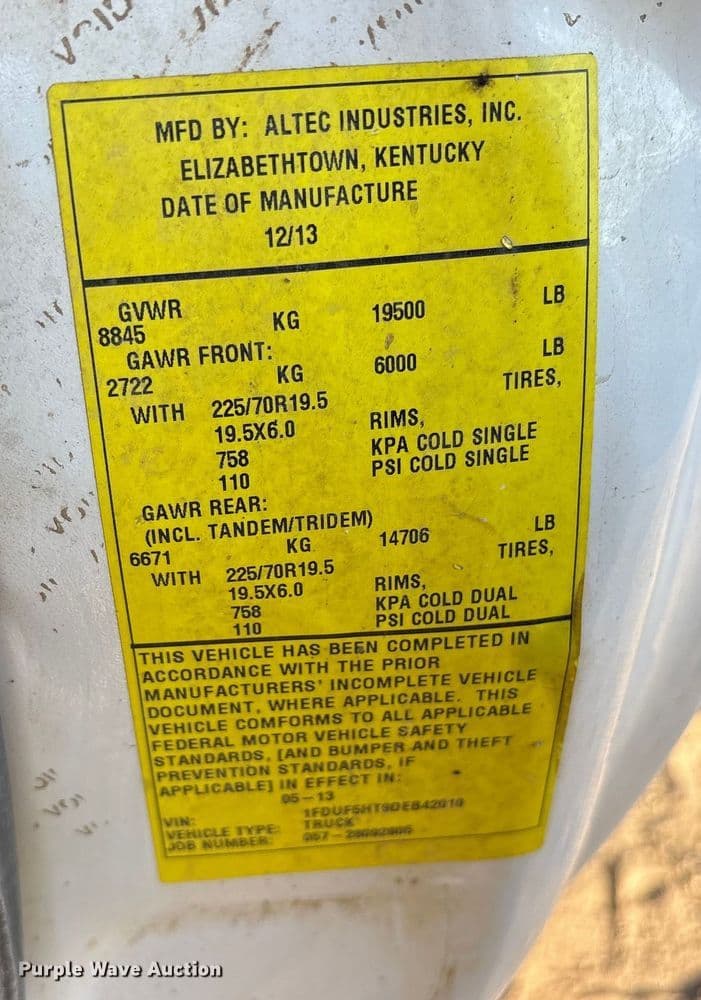 MFD BY: ALTEC INDUSTRIES, INC.
ELIZABETHTOWN, KENTUCKY
DATE OF MANUFACTURE
12/13
GVWR
8845 KG 19500 LB
GAWR FRONT:
2722 KG 6000 LB
WITH 225/70R19.5 TIRES,
19.5X6.0 RIMS,
758 KPA COLD SINGLE
110 PSI COLD SINGLE
GAWR REAR:
(INCL. TANDEM/TRIDEM)
6671 KG 14706 LB
WITH 225/70R19.5 TIRES,
19.5X6.0 RIMS,
758 KPA COLD DUAL
110 PSI COLD DUAL
THIS VEHICLE HAS BEEN COMPLETED IN
ACCORDANCE WITH THE PRIOR
MANUFACTURERS' INCOMPLETE VEHICLE
DOCUMENT, WHERE APPLICABLE. THIS
VEHICLE COMFORMS TO ALL APPLICABLE
FEDERAL MOTOR VEHICLE SAFETY
STANDARDS, [AND BUMPER AND THEFT
PREVENTION STANDARDS, IF
APPLICABLE] IN EFFECT IN:
05-13
VIN: 1FDUF5HT9DEB42010
VEHICLE TYPE: TRUCK
JOB NUMBER:
Purple Wave Auction